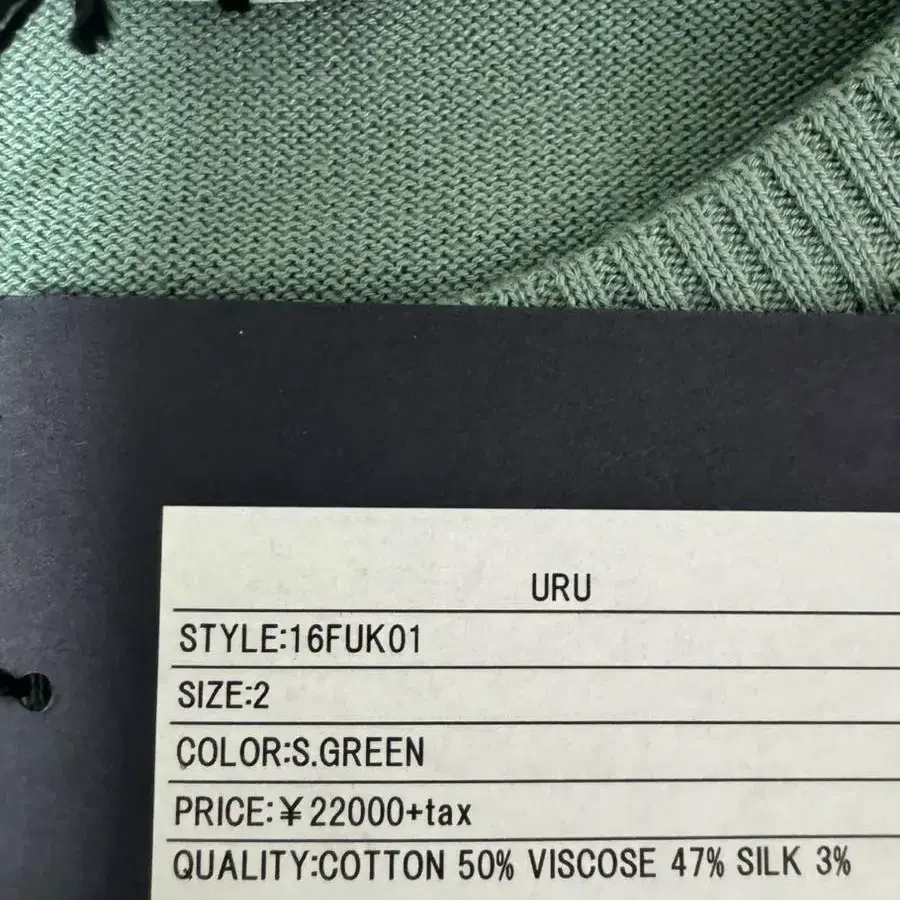 URU
STYLE:16FUK01
SIZE:2
COLOR:S.GREEN
PRICE:￥22000+tax
QUALITY:COTTON 50% VISCOSE 47% SILK 3%